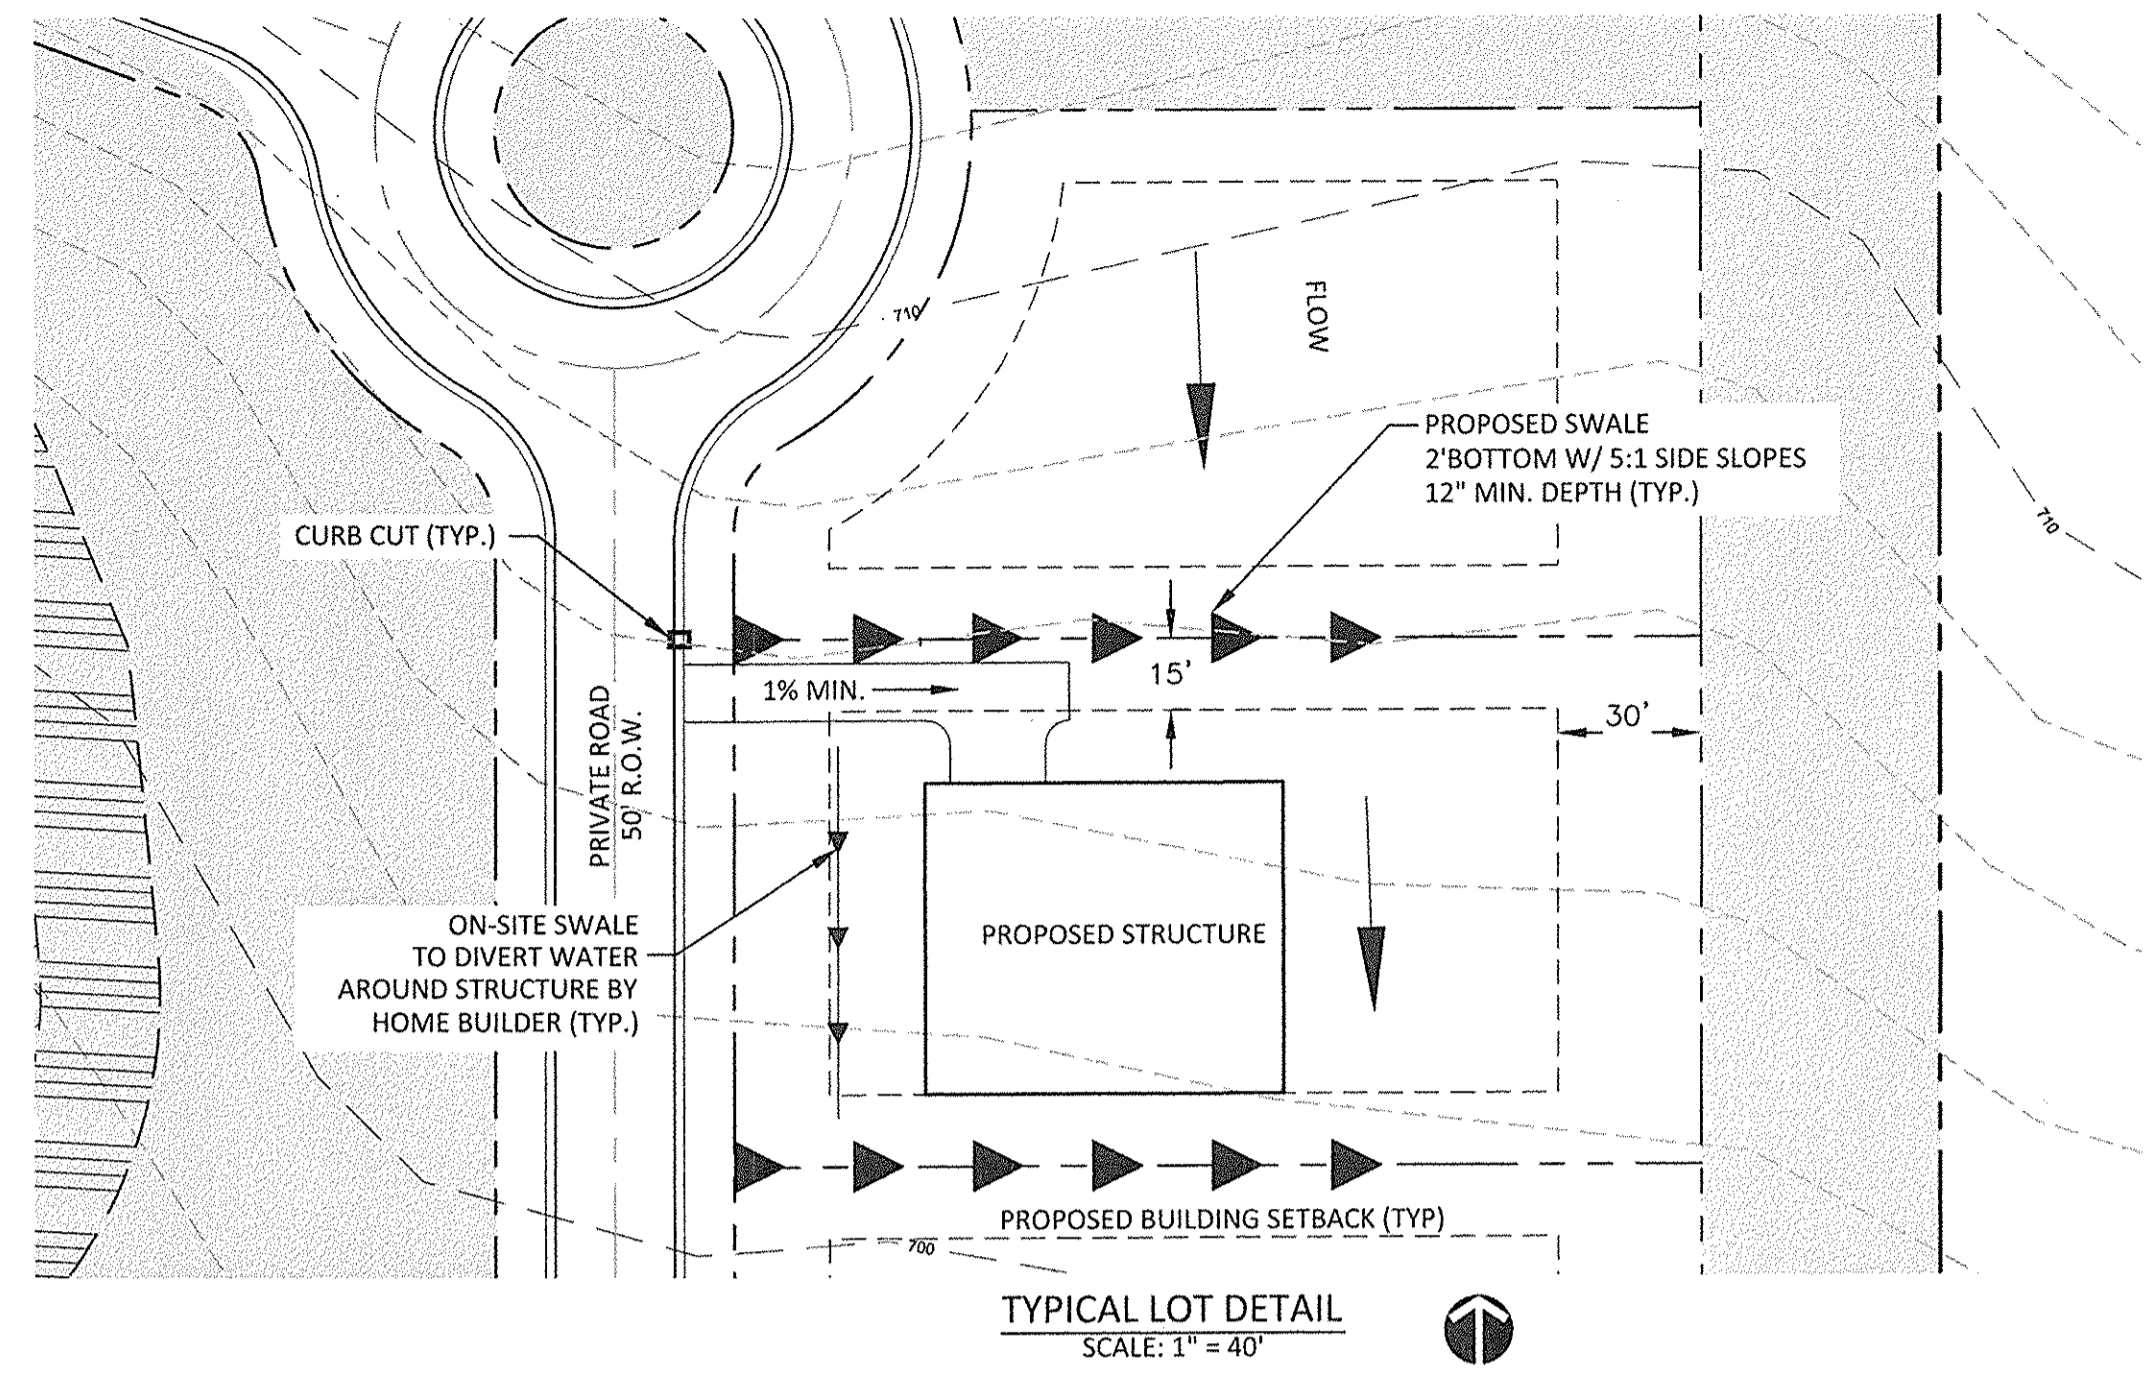 710
FLOW
PROPOSED SWALE
2'BOTTOM W/ 5:1 SIDE SLOPES
12" MIN. DEPTH (TYP.)
710
CURB CUT (TYP.)
15'
1% MIN.
30'
PRIVATE ROAD
50' R.O.W.
ON-SITE SWALE
TO DIVERT WATER
AROUND STRUCTURE BY
HOME BUILDER (TYP.)
PROPOSED STRUCTURE
PROPOSED BUILDING SETBACK (TYP)
700
TYPICAL LOT DETAIL
SCALE: 1" = 40'